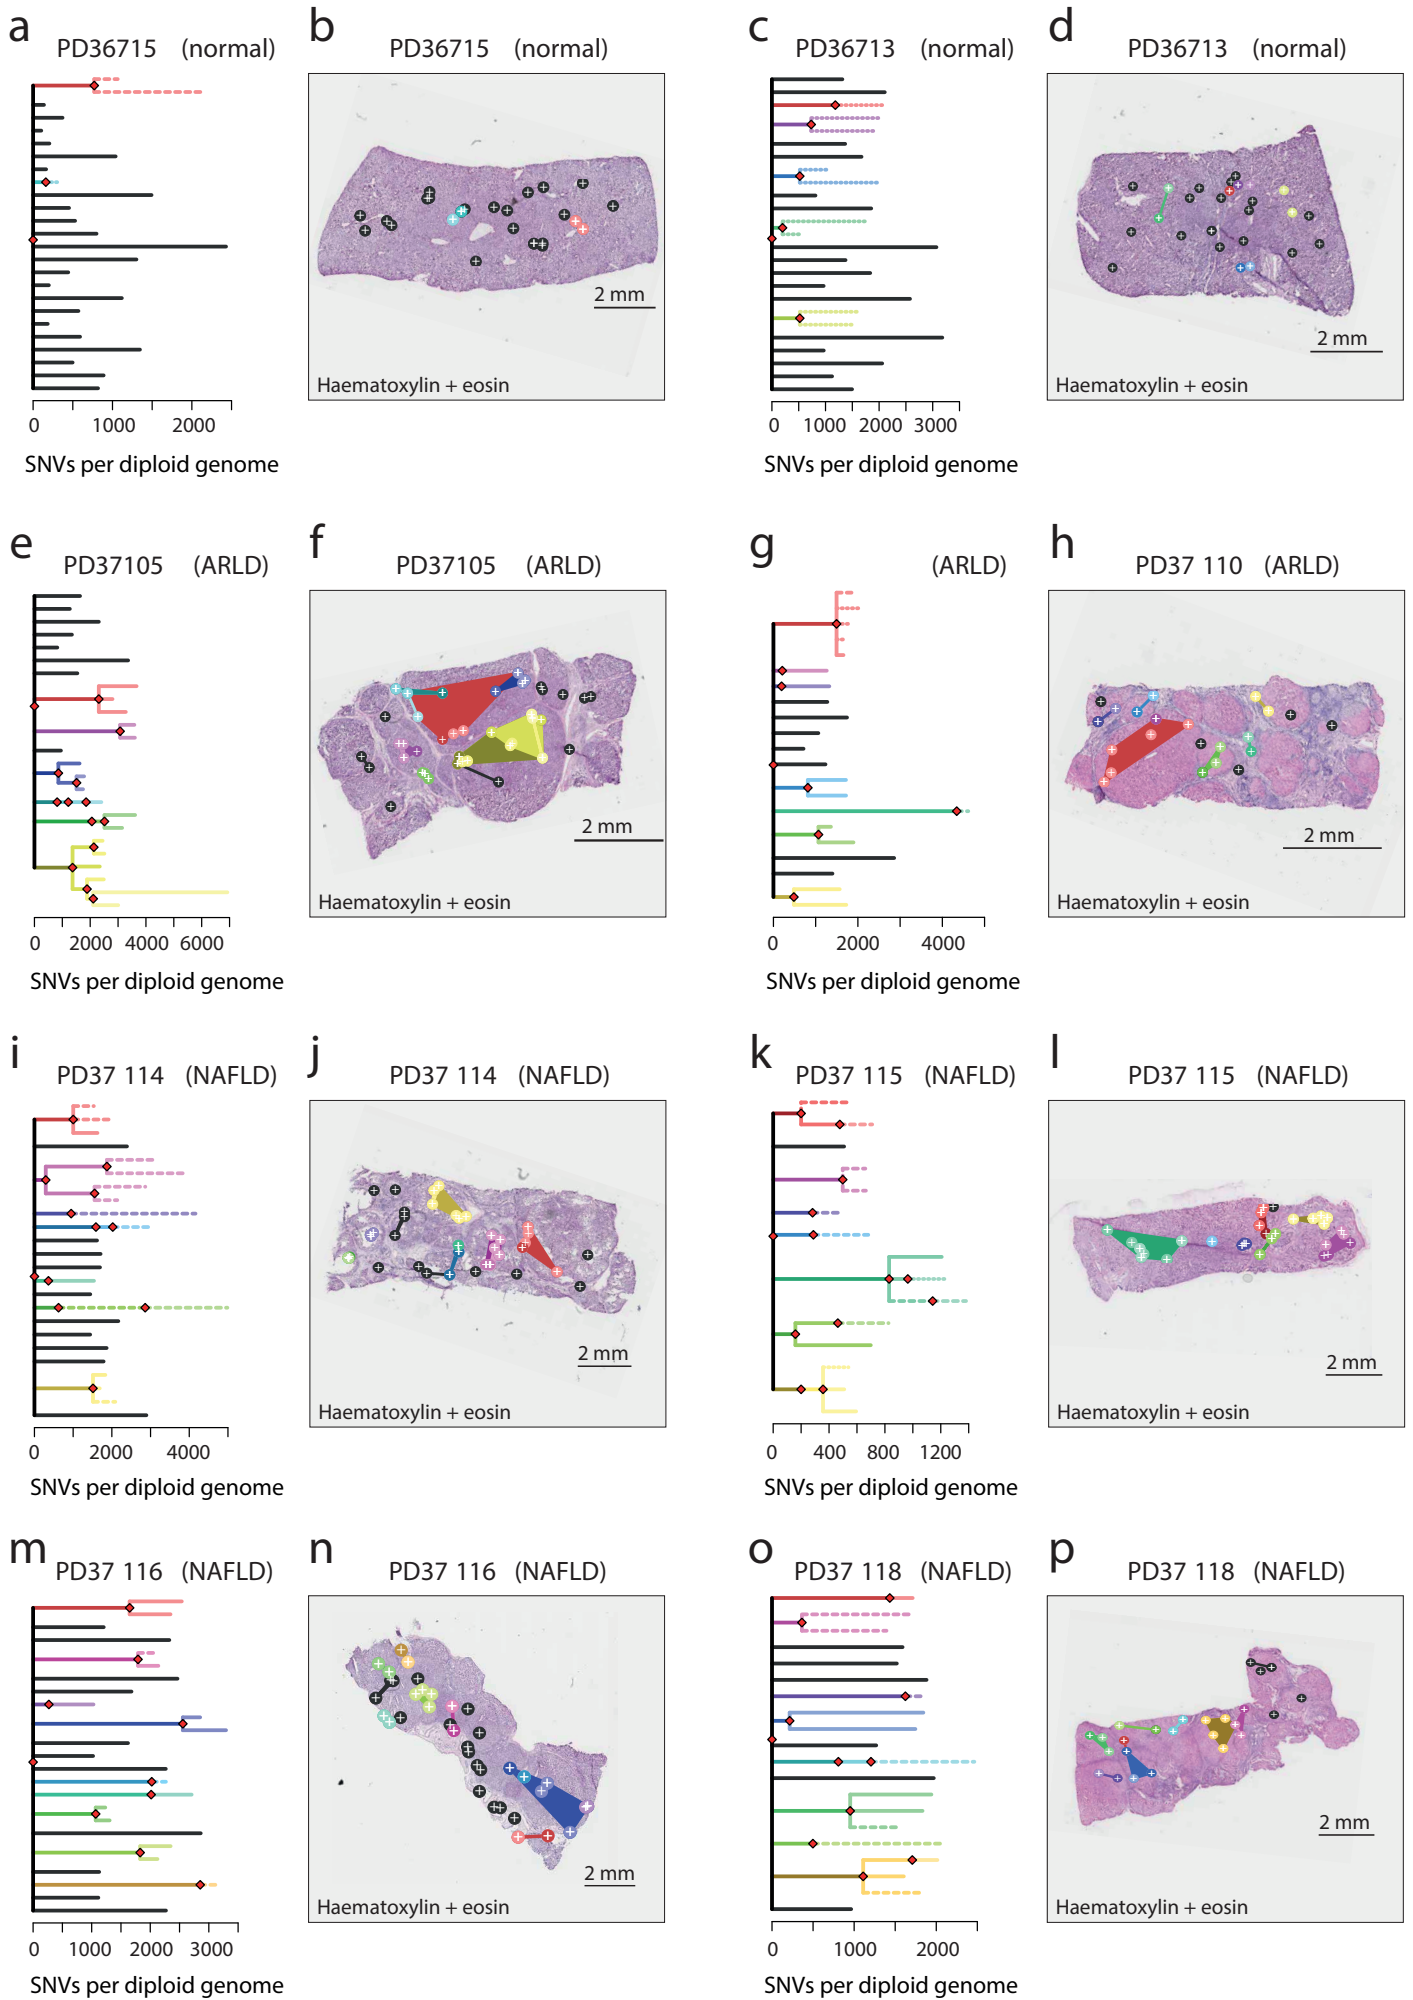 a
PD36715 (normal)
0 1000 2000
SNVs per diploid genome
b
PD36715 (normal)
2 mm
Haematoxylin + eosin
c
PD36713 (normal)
0 1000 2000 3000
SNVs per diploid genome
d
PD36713 (normal)
2 mm
Haematoxylin + eosin
e
PD37105 (ARLD)
0 2000 4000 6000
SNVs per diploid genome
f
PD37105 (ARLD)
2 mm
Haematoxylin + eosin
g
(ARLD)
0 2000 4000
SNVs per diploid genome
h
PD37 110 (ARLD)
2 mm
Haematoxylin + eosin
i
PD37 114 (NAFLD)
0 2000 4000
SNVs per diploid genome
j
PD37 114 (NAFLD)
2 mm
Haematoxylin + eosin
k
PD37 115 (NAFLD)
0 400 800 1200
SNVs per diploid genome
l
PD37 115 (NAFLD)
2 mm
Haematoxylin + eosin
m
PD37 116 (NAFLD)
0 1000 2000 3000
SNVs per diploid genome
n
PD37 116 (NAFLD)
2 mm
Haematoxylin + eosin
o
PD37 118 (NAFLD)
0 1000 2000
SNVs per diploid genome
p
PD37 118 (NAFLD)
2 mm
Haematoxylin + eosin